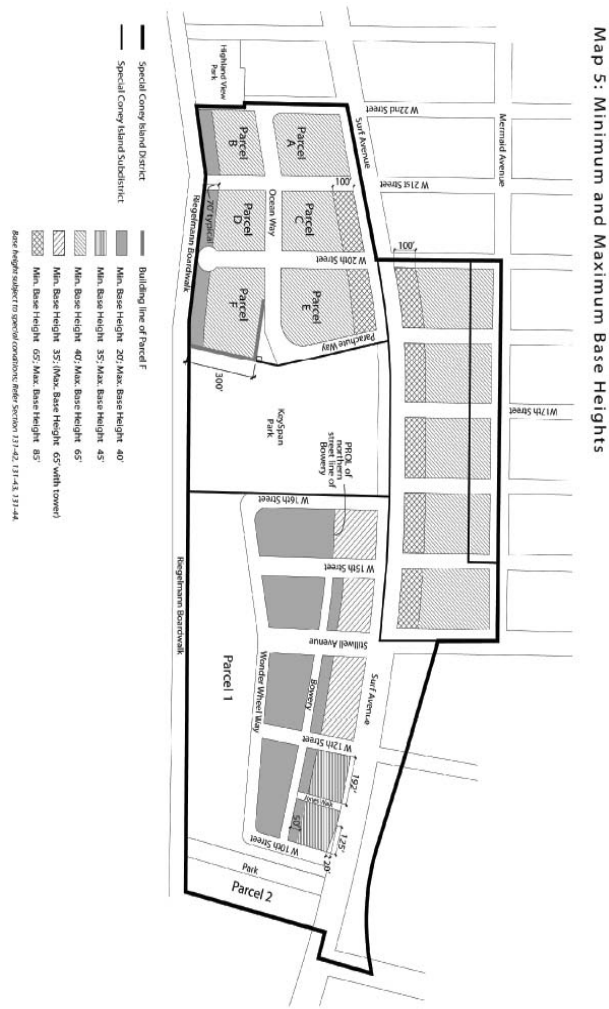 Map 5: Minimum and Maximum Base Heights
Mermaid Avenue
W 22nd Street
W 21st Street
W 17th Street
Surf Avenue
100'
100'
W 20th Street
Highland View
Park
Parcel
A
Parcel
B
Parcel
C
Parcel
D
Parcel
E
Parcel
F
Ocean Way
Parachute Way
70' typical
300'
Riegelmann Boardwalk
KeySpan
Park
PROL of
northern
street line of
Bowery
W 16th Street
W 15th Street
Stillwell Avenue
Surf Avenue
Bowery
W 12th Street
Jones Walk
192'
125'
20'
50'
W 10th Street
Wonder Wheel Way
Parcel 1
Park
Parcel 2
Riegelmann Boardwalk
Special Coney Island District
Special Coney Island Subdistrict
Building line of Parcel F
Min. Base Height 20'; Max. Base Height 40'
Min. Base Height 35'; Max. Base Height 45'
Min. Base Height 40'; Max. Base Height 65'
Min. Base Height 35'; (Max. Base Height 65' with tower)
Min. Base Height 65'; Max. Base Height 85'
Base height subject to special conditions; Refer Section 131-42, 131-43, 131-44.